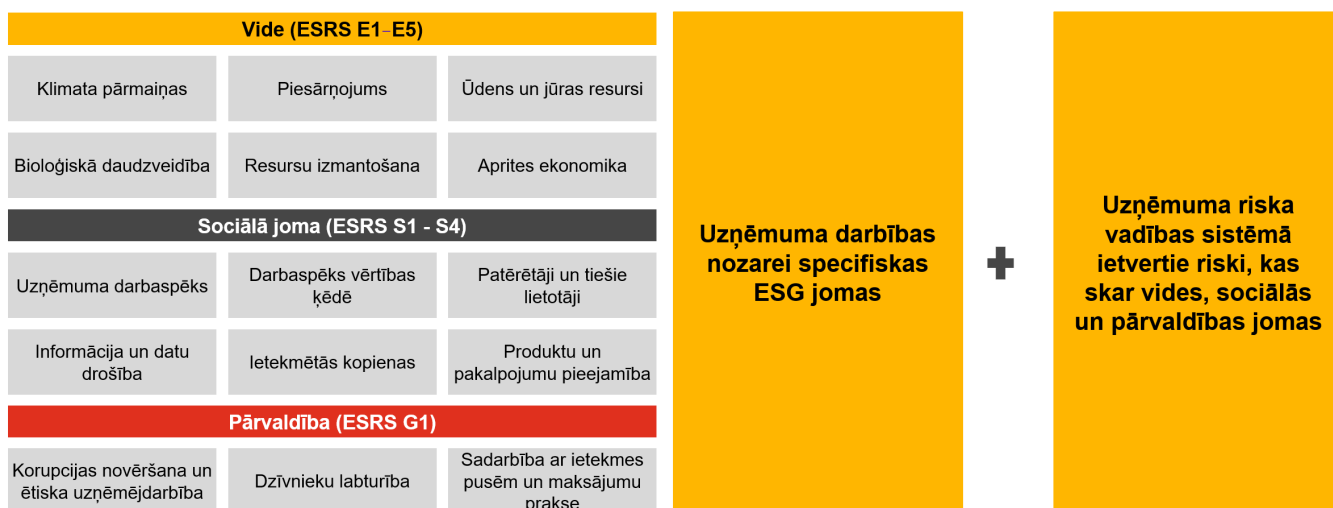 Vide (ESRS E1–E5)
Klimata pārmaiņas
Piesārņojums
Ūdens un jūras resursi
Bioloģiskā daudzveidība
Resursu izmantošana
Aprites ekonomika
Sociālā joma (ESRS S1 - S4)
Uzņēmuma darbaspēks
Darbaspēks vērtības
ķēdē
Patērētāji un tiešie
lietotāji
Informācija un datu
drošība
Ietekmētās kopienas
Produktu un
pakalpojumu pieejamība
Pārvaldība (ESRS G1)
Korupcijas novēršana un
ētiska uzņēmējdarbība
Dzīvnieku labturība
Sadarbība ar ietekmes
pusēm un maksājumu
prakse
Uzņēmuma darbības
nozarei specifiskas
ESG jomas
Uzņēmuma riska
vadības sistēmā
ietvertie riski, kas
skar vides, sociālās
un pārvaldības jomas